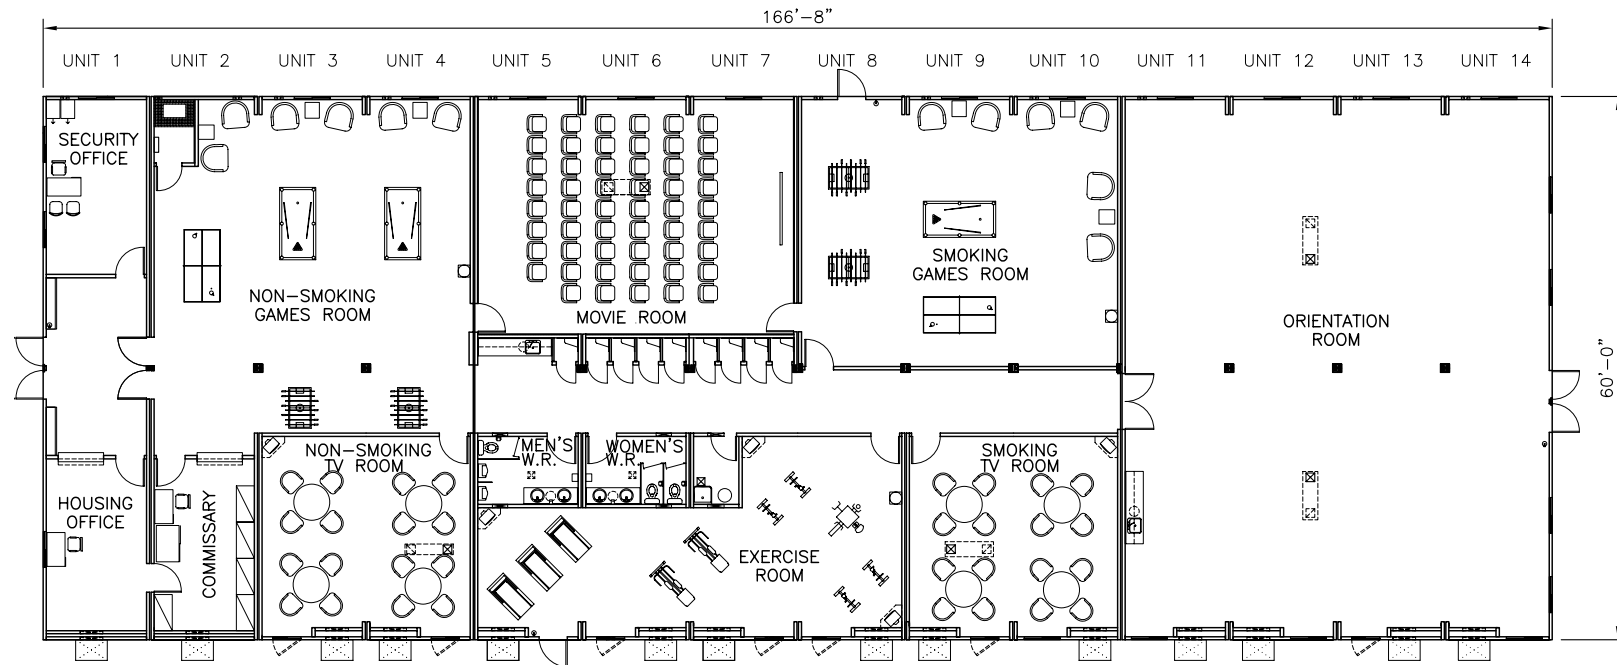 166'-8"
UNIT 1
UNIT 2
UNIT 3
UNIT 4
UNIT 5
UNIT 6
UNIT 7
UNIT 8
UNIT 9
UNIT 10
UNIT 11
UNIT 12
UNIT 13
UNIT 14
SECURITY
OFFICE
NON-SMOKING
GAMES ROOM
MOVIE ROOM
SMOKING
GAMES ROOM
ORIENTATION
ROOM
60'-0"
HOUSING
OFFICE
COMMISSARY
NON-SMOKING
TV ROOM
MEN'S
W.R.
WOMEN'S
W.R.
EXERCISE
ROOM
SMOKING
TV ROOM